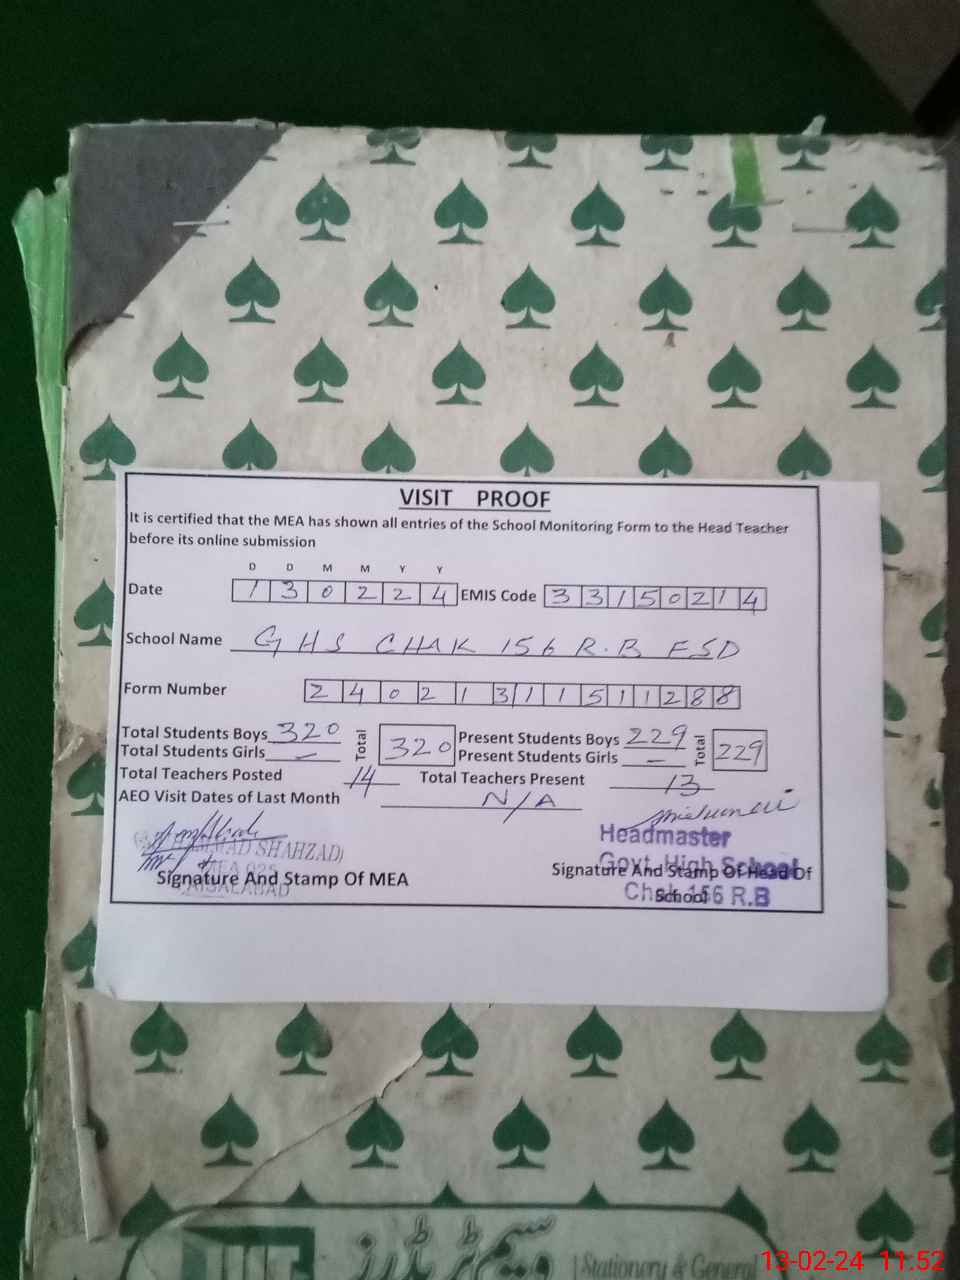 VISIT PROOF
It is certified that the MEA has shown all entries of the School Monitoring Form to the Head Teacher
before its online submission
D D M M Y Y
Date 1 3 0 2 2 4 EMIS Code 3 3 1 5 0 2 1 4
School Name GHS CHAK 156 R.B FSD
Form Number 2 4 0 2 1 3 1 1 5 1 1 2 8 8
Total Students Boys 320 Total 320 Present Students Boys 229 Total 229
Total Students Girls — Present Students Girls —
Total Teachers Posted 14 Total Teachers Present 13
AEO Visit Dates of Last Month N/A
Headmaster
SHAHZAD)
Govt. High School
MEA
Signature And Stamp Of MEA Signature And Stamp Of Head Of
School
FAISALABAD
Chak 156 R.B
وسیم ٹریڈرز
Stationery & General
13-02-24 11.52